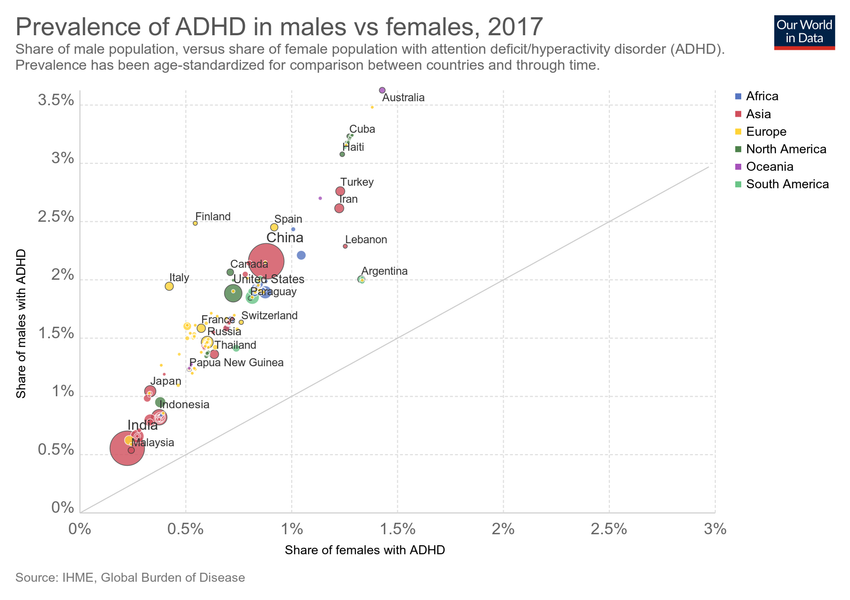 Prevalence of ADHD in males vs females, 2017
Our World
in Data
Share of male population, versus share of female population with attention deficit/hyperactivity disorder (ADHD).
Prevalence has been age-standardized for comparison between countries and through time.
3.5%
3%
2.5%
2%
1.5%
1%
0.5%
0%
Share of males with ADHD
Australia
Cuba
Haiti
Turkey
Iran
Finland
Spain
China
Lebanon
Canada
Argentina
Italy
United States
Paraguay
France
Switzerland
Russia
Thailand
Papua New Guinea
Japan
Indonesia
India
Malaysia
Africa
Asia
Europe
North America
Oceania
South America
0%
0.5%
1%
1.5%
2%
2.5%
3%
Share of females with ADHD
Source: IHME, Global Burden of Disease